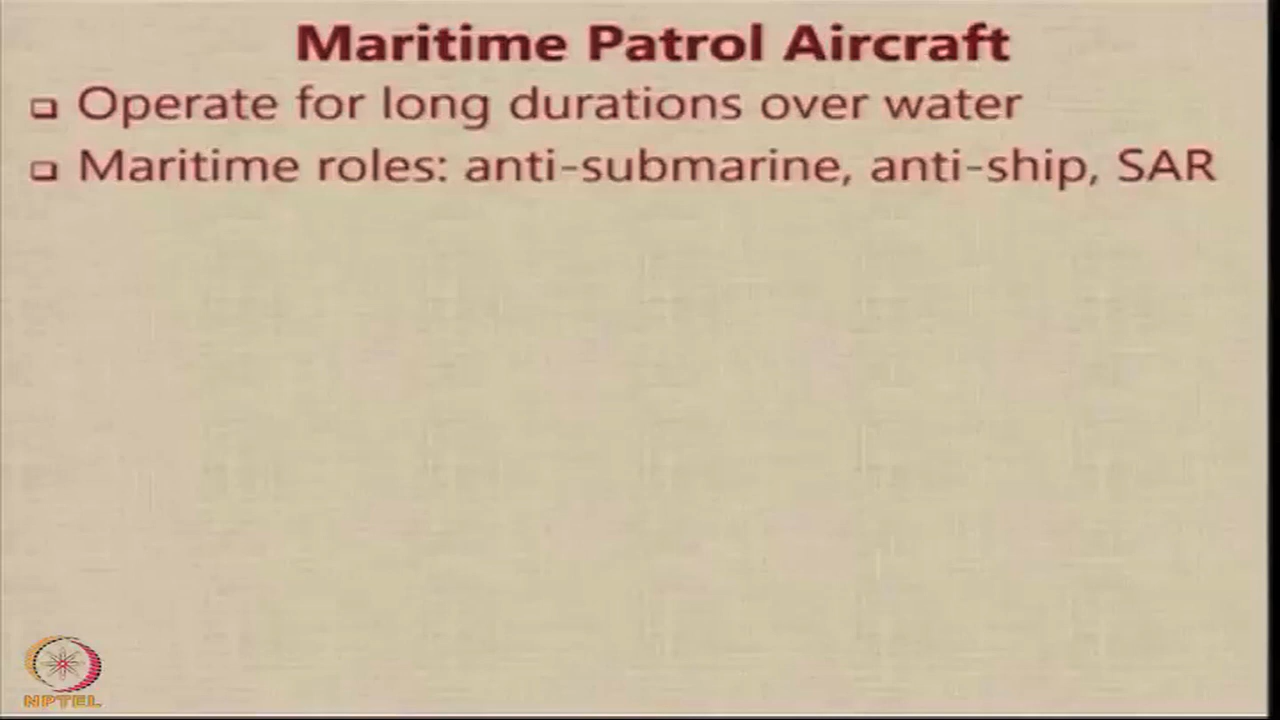 Maritime Patrol Aircraft
Operate for long durations over water
Maritime roles: anti-submarine, anti-ship, SAR
NPTEL